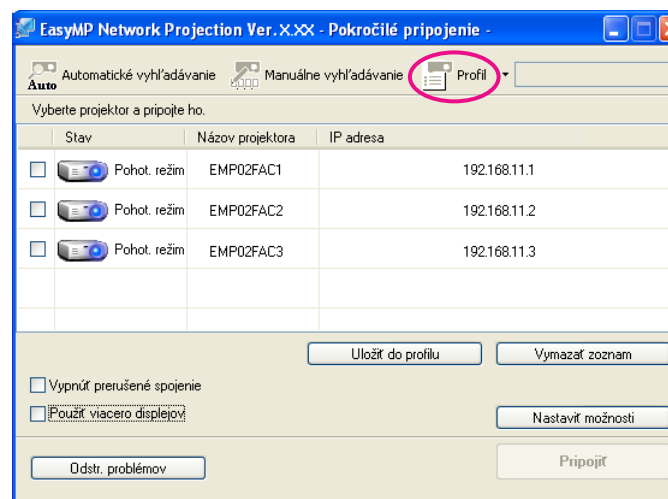 EasyMP Network Projection Ver.X.XX - Pokročilé pripojenie -
Auto Automatické vyhľadávanie Manuálne vyhľadávanie Profil
Vyberte projektor a pripojte ho.
Stav Názov projektora IP adresa
Pohot. režim EMP02FAC1 192.168.11.1
Pohot. režim EMP02FAC2 192.168.11.2
Pohot. režim EMP02FAC3 192.168.11.3
Uložiť do profilu Vymazať zoznam
Vypnúť prerušené spojenie
Použiť viacero displejov
Nastaviť možnosti
Odstr. problémov Pripojiť